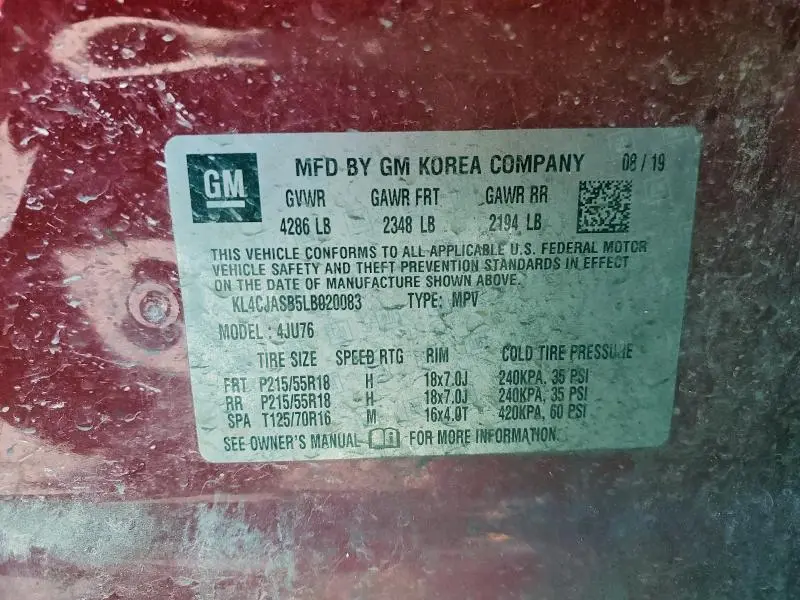 GM MFD BY GM KOREA COMPANY 08 / 19
GVWR GAWR FRT GAWR RR
4286 LB 2348 LB 2194 LB
THIS VEHICLE CONFORMS TO ALL APPLICABLE U.S. FEDERAL MOTOR
VEHICLE SAFETY AND THEFT PREVENTION STANDARDS IN EFFECT
ON THE DATE OF MANUFACTURE SHOWN ABOVE.
KL4CJASB5LB020083 TYPE: MPV
MODEL: 4JU76
TIRE SIZE SPEED RTG RIM COLD TIRE PRESSURE
FRT P215/55R18 H 18x7.0J 240KPA, 35 PSI
RR P215/55R18 H 18x7.0J 240KPA, 35 PSI
SPA T125/70R16 M 16x4.0T 420KPA, 60 PSI
SEE OWNER'S MANUAL FOR MORE INFORMATION.